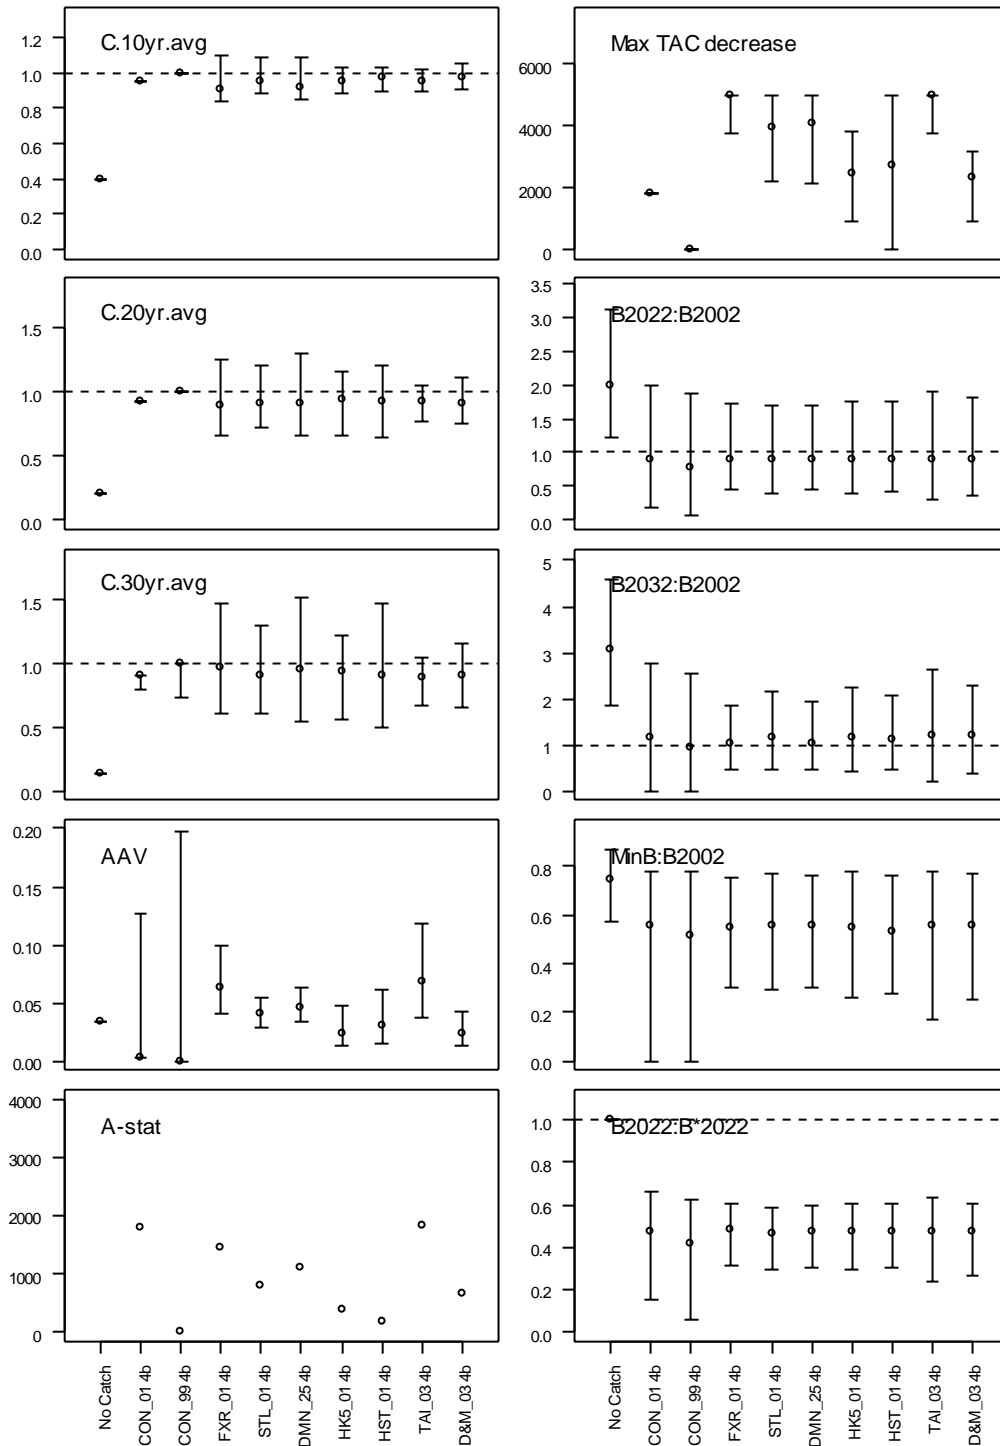 C.10yr.avg
1.2
1.0
0.8
0.6
0.4
0.2
0.0
Max TAC decrease
6000
4000
2000
0
C.20yr.avg
1.5
1.0
0.5
0.0
B2022:B2002
3.5
3.0
2.5
2.0
1.5
1.0
0.5
0.0
C.30yr.avg
1.5
1.0
0.5
0.0
B2032:B2002
5
4
3
2
1
0
AAV
0.20
0.15
0.10
0.05
0.00
MinB:B2002
0.8
0.6
0.4
0.2
0.0
A-stat
4000
3000
2000
1000
0
B2022:B*2022
1.0
0.8
0.6
0.4
0.2
0.0
No Catch
CON_01 4b
CON_99 4b
FXR_01 4b
STL_01 4b
DMN_25 4b
HK5_01 4b
HST_01 4b
TAI_03 4b
D&M_03 4b
No Catch
CON_01 4b
CON_99 4b
FXR_01 4b
STL_01 4b
DMN_25 4b
HK5_01 4b
HST_01 4b
TAI_03 4b
D&M_03 4b